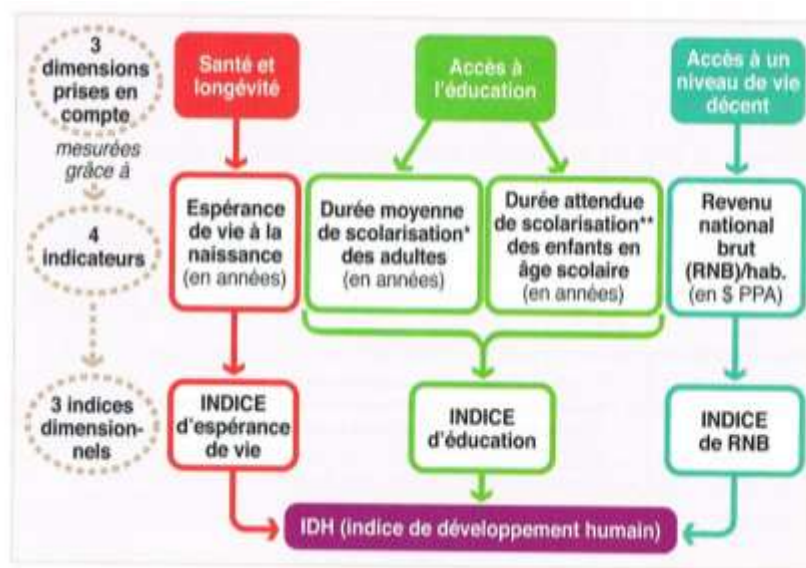 3
dimensions
prises en
compte
Santé et
longévité
Accès à
l'éducation
Accès à un
niveau de vie
décent
mesurées
grâce à
4
indicateurs
Espérance
de vie à la
naissance
(en années)
Durée moyenne
de scolarisation*
des adultes
(en années)
Durée attendue
de scolarisation**
des enfants en
âge scolaire
(en années)
Revenu
national
brut
(RNB)/hab.
(en $ PPA)
3 indices
dimension-
nels
INDICE
d'espérance
de vie
INDICE
d'éducation
INDICE
de RNB
IDH (indice de développement humain)